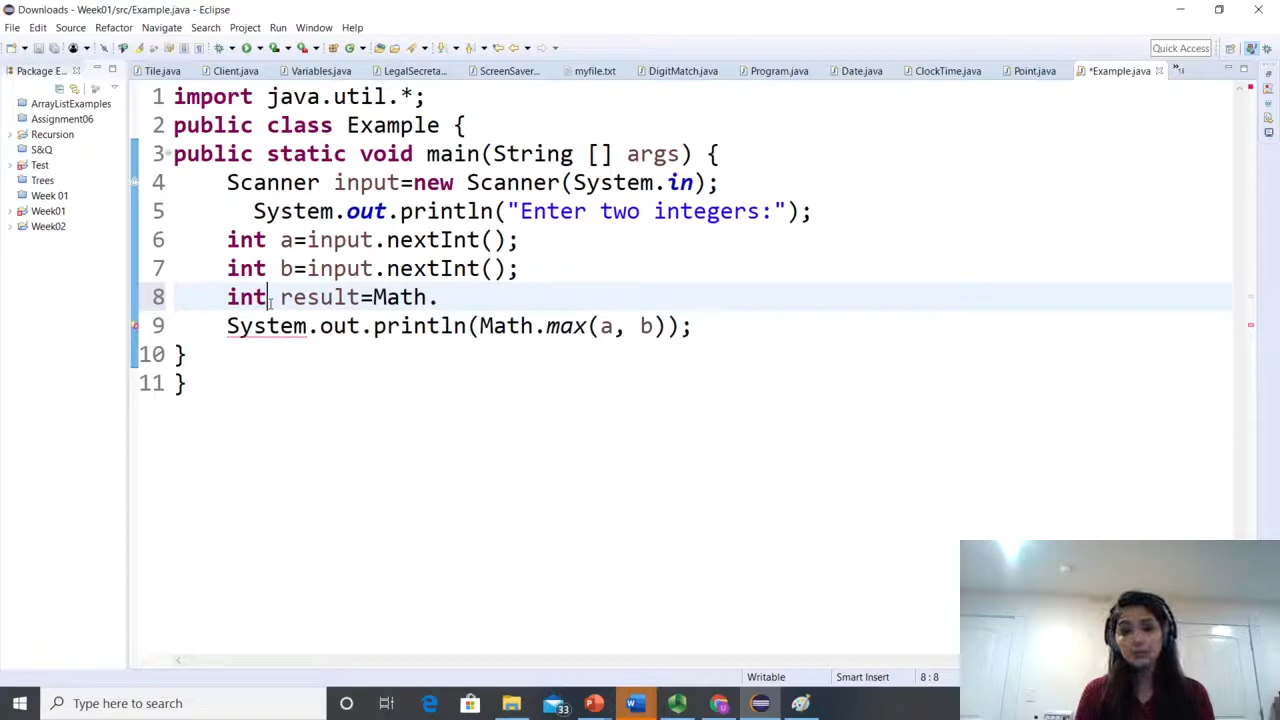 Downloads - Week01/src/Example.java - Eclipse
File Edit Source Refactor Navigate Search Project Run Window Help
Quick Access
Package E...
Tile.java Client.java Variables.java LegalSecreta... ScreenSaver... myfile.txt DigitMatch.java Program.java Date.java ClockTime.java Point.java *Example.java »11
ArrayListExamples
Assignment06
Recursion
S&Q
Test
Trees
Week 01
Week01
Week02
1 import java.util.*;
2 public class Example {
3 public static void main(String [] args) {
4 Scanner input=new Scanner(System.in);
5 System.out.println("Enter two integers:");
6 int a=input.nextInt();
7 int b=input.nextInt();
8 int result=Math.
9 System.out.println(Math.max(a, b));
10 }
11 }
Writable Smart Insert 8 : 8
Type here to search
33